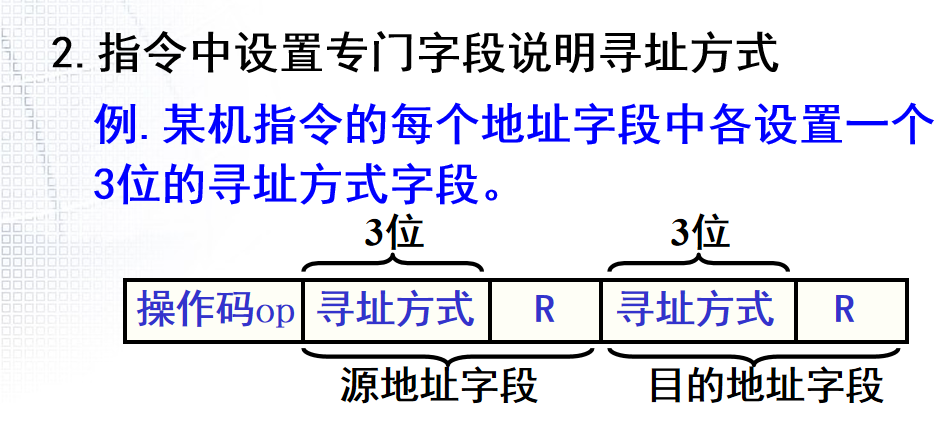 2.指令中设置专门字段说明寻址方式
例.某机指令的每个地址字段中各设置一个
3位的寻址方式字段。
3位 3位
操作码op 寻址方式 R 寻址方式 R
源地址字段 目的地址字段